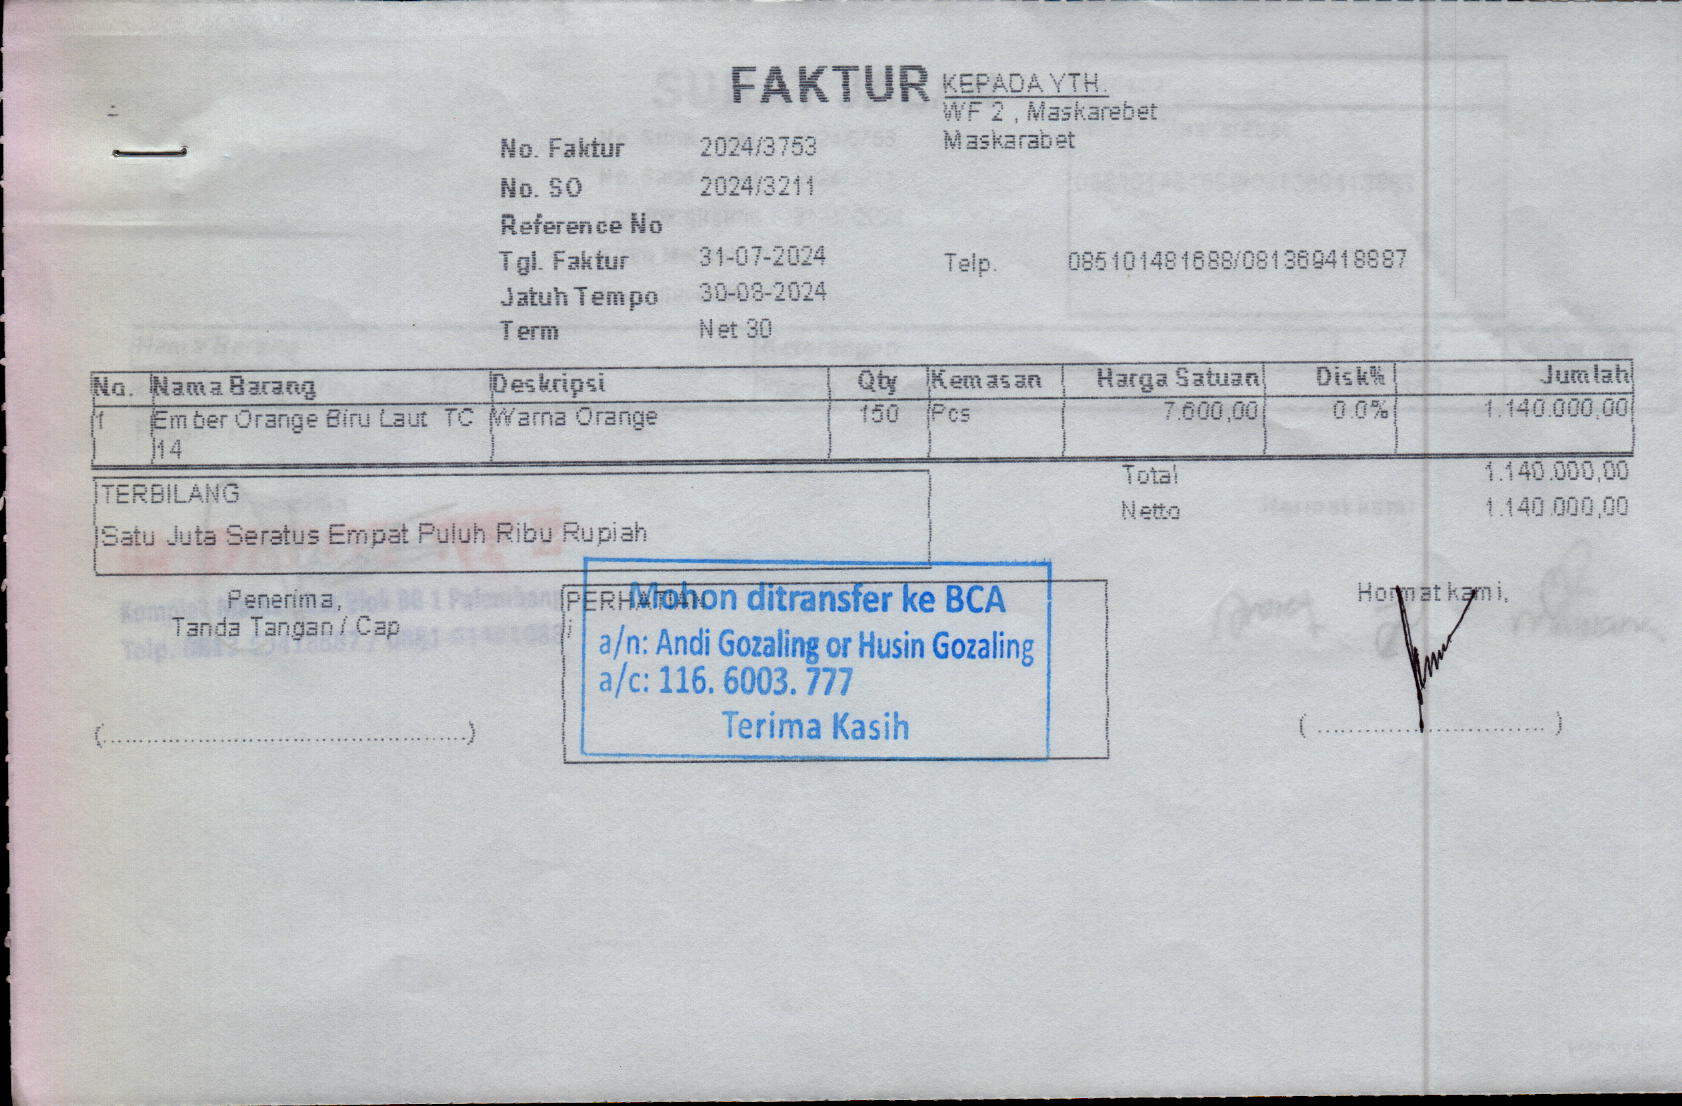 FAKTUR
KEPADA YTH.
WF 2 , Maskarebet
Maskarabet
No. Faktur 2024/3753
No. SO 2024/3211
Reference No
Tgl. Faktur 31-07-2024
Telp. 085101481688/081369418887
Jatuh Tempo 30-08-2024
Term Net 30
No. Nama Barang Deskripsi Qty Kemasan Harga Satuan Disk% Jumlah
1 Ember Orange Biru Laut TC Warna Orange 150 Pcs 7.600,00 0.0% 1.140.000,00
14
Total 1.140.000,00
TERBILANG
Netto 1.140.000,00
Satu Juta Seratus Empat Puluh Ribu Rupiah
Penerima,
Tanda Tangan / Cap
PERHATIAN
;
Mohon ditransfer ke BCA
a/n: Andi Gozaling or Husin Gozaling
a/c: 116. 6003. 777
Terima Kasih
Hormat kami,
(..........................................)
( ........................... )